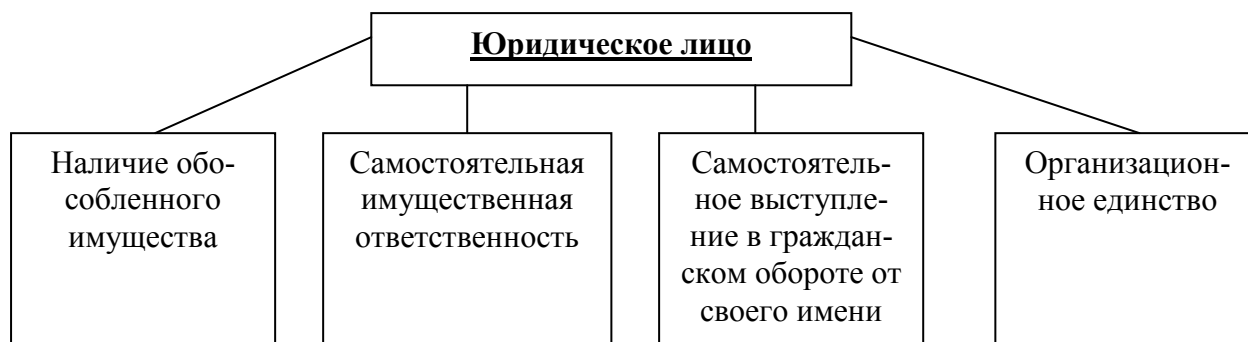 Юридическое лицо
Наличие обо-
собленного
имущества
Самостоятельная
имущественная
ответственность
Самостоятель-
ное выступле-
ние в граждан-
ском обороте от
своего имени
Организацион-
ное единство